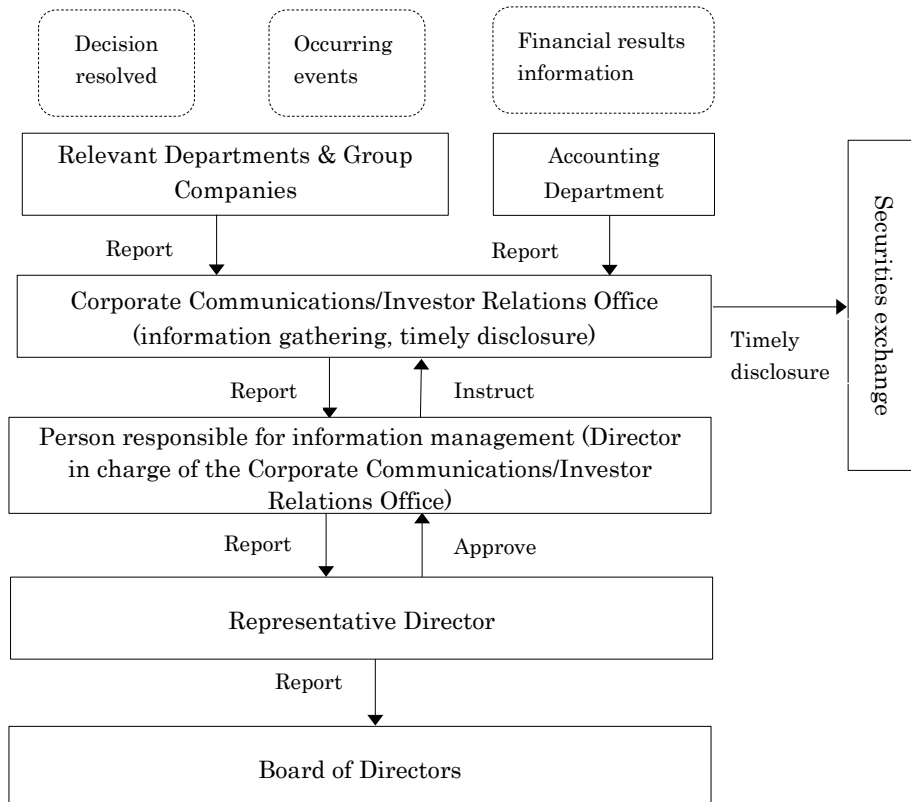 Decision
resolved
Occurring
events
Financial results
information
Relevant Departments & Group
Companies
Accounting
Department
Report
Report
Corporate Communications/Investor Relations Office
(information gathering, timely disclosure)
Timely
disclosure
Securities exchange
Report
Instruct
Person responsible for information management (Director
in charge of the Corporate Communications/Investor
Relations Office)
Report
Approve
Representative Director
Report
Board of Directors